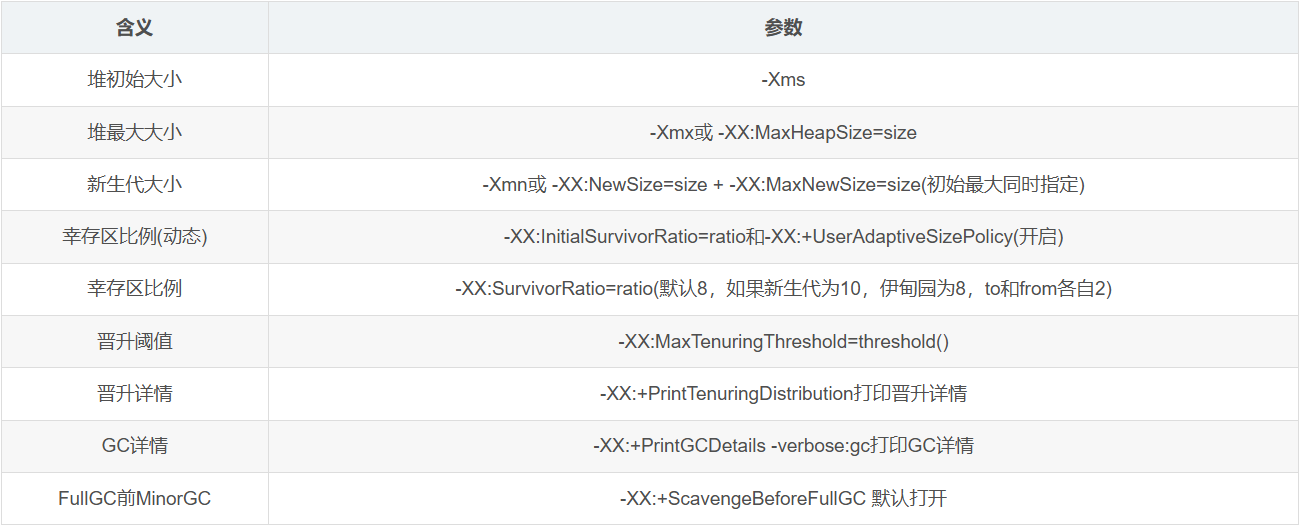 含义 参数
堆初始大小 -Xms
堆最大大小 -Xmx或 -XX:MaxHeapSize=size
新生代大小 -Xmn或 -XX:NewSize=size + -XX:MaxNewSize=size(初始最大同时指定)
幸存区比例(动态) -XX:InitialSurvivorRatio=ratio和-XX:+UserAdaptiveSizePolicy(开启)
幸存区比例 -XX:SurvivorRatio=ratio(默认8，如果新生代为10，伊甸园为8，to和from各自2)
晋升阈值 -XX:MaxTenuringThreshold=threshold()
晋升详情 -XX:+PrintTenuringDistribution打印晋升详情
GC详情 -XX:+PrintGCDetails -verbose:gc打印GC详情
FullGC前MinorGC -XX:+ScavengeBeforeFullGC 默认打开